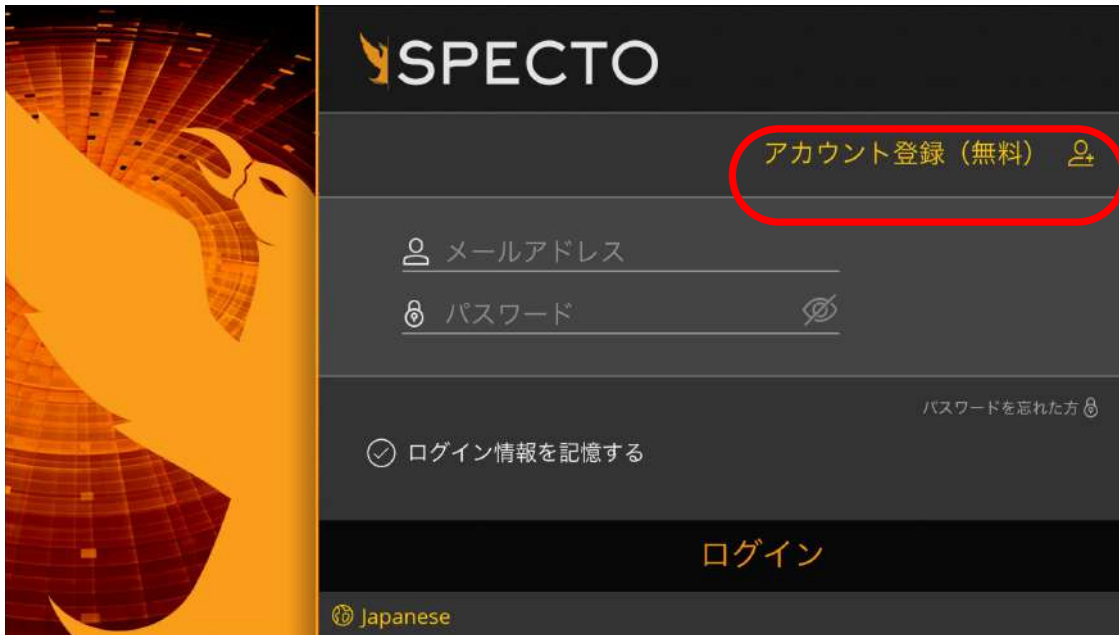 SPECTO
アカウント登録（無料）
メールアドレス
パスワード
パスワードを忘れた方
ログイン情報を記憶する
ログイン
Japanese